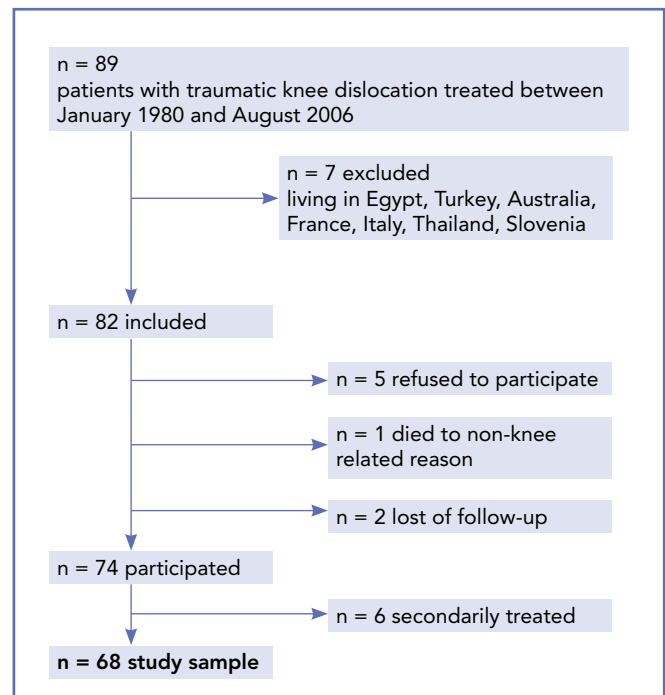 n = 89
patients with traumatic knee dislocation treated between
January 1980 and August 2006
n = 7 excluded
living in Egypt, Turkey, Australia,
France, Italy, Thailand, Slovenia
n = 82 included
n = 5 refused to participate
n = 1 died to non-knee
related reason
n = 2 lost of follow-up
n = 74 participated
n = 6 secondarily treated
n = 68 study sample